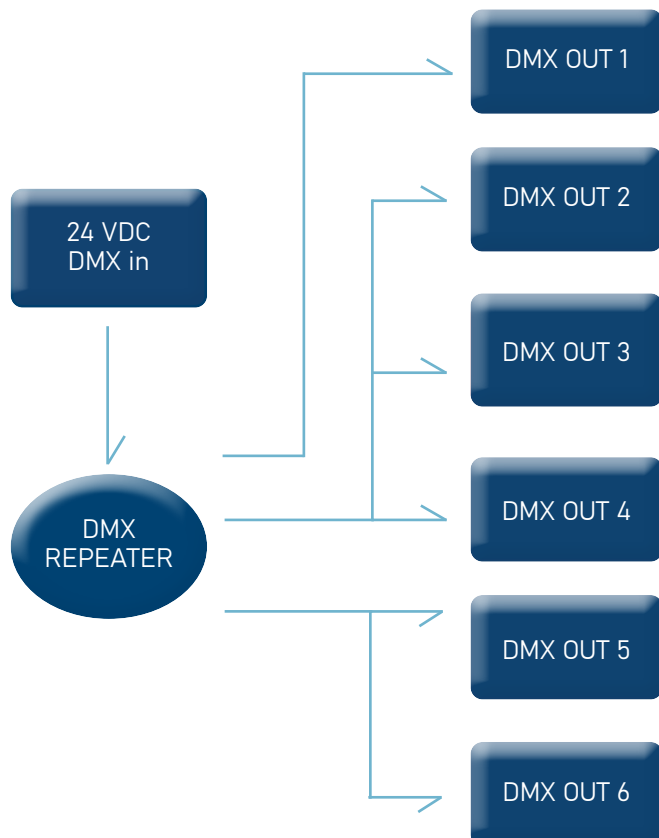 24 VDC
DMX in
DMX
REPEATER
DMX OUT 1
DMX OUT 2
DMX OUT 3
DMX OUT 4
DMX OUT 5
DMX OUT 6